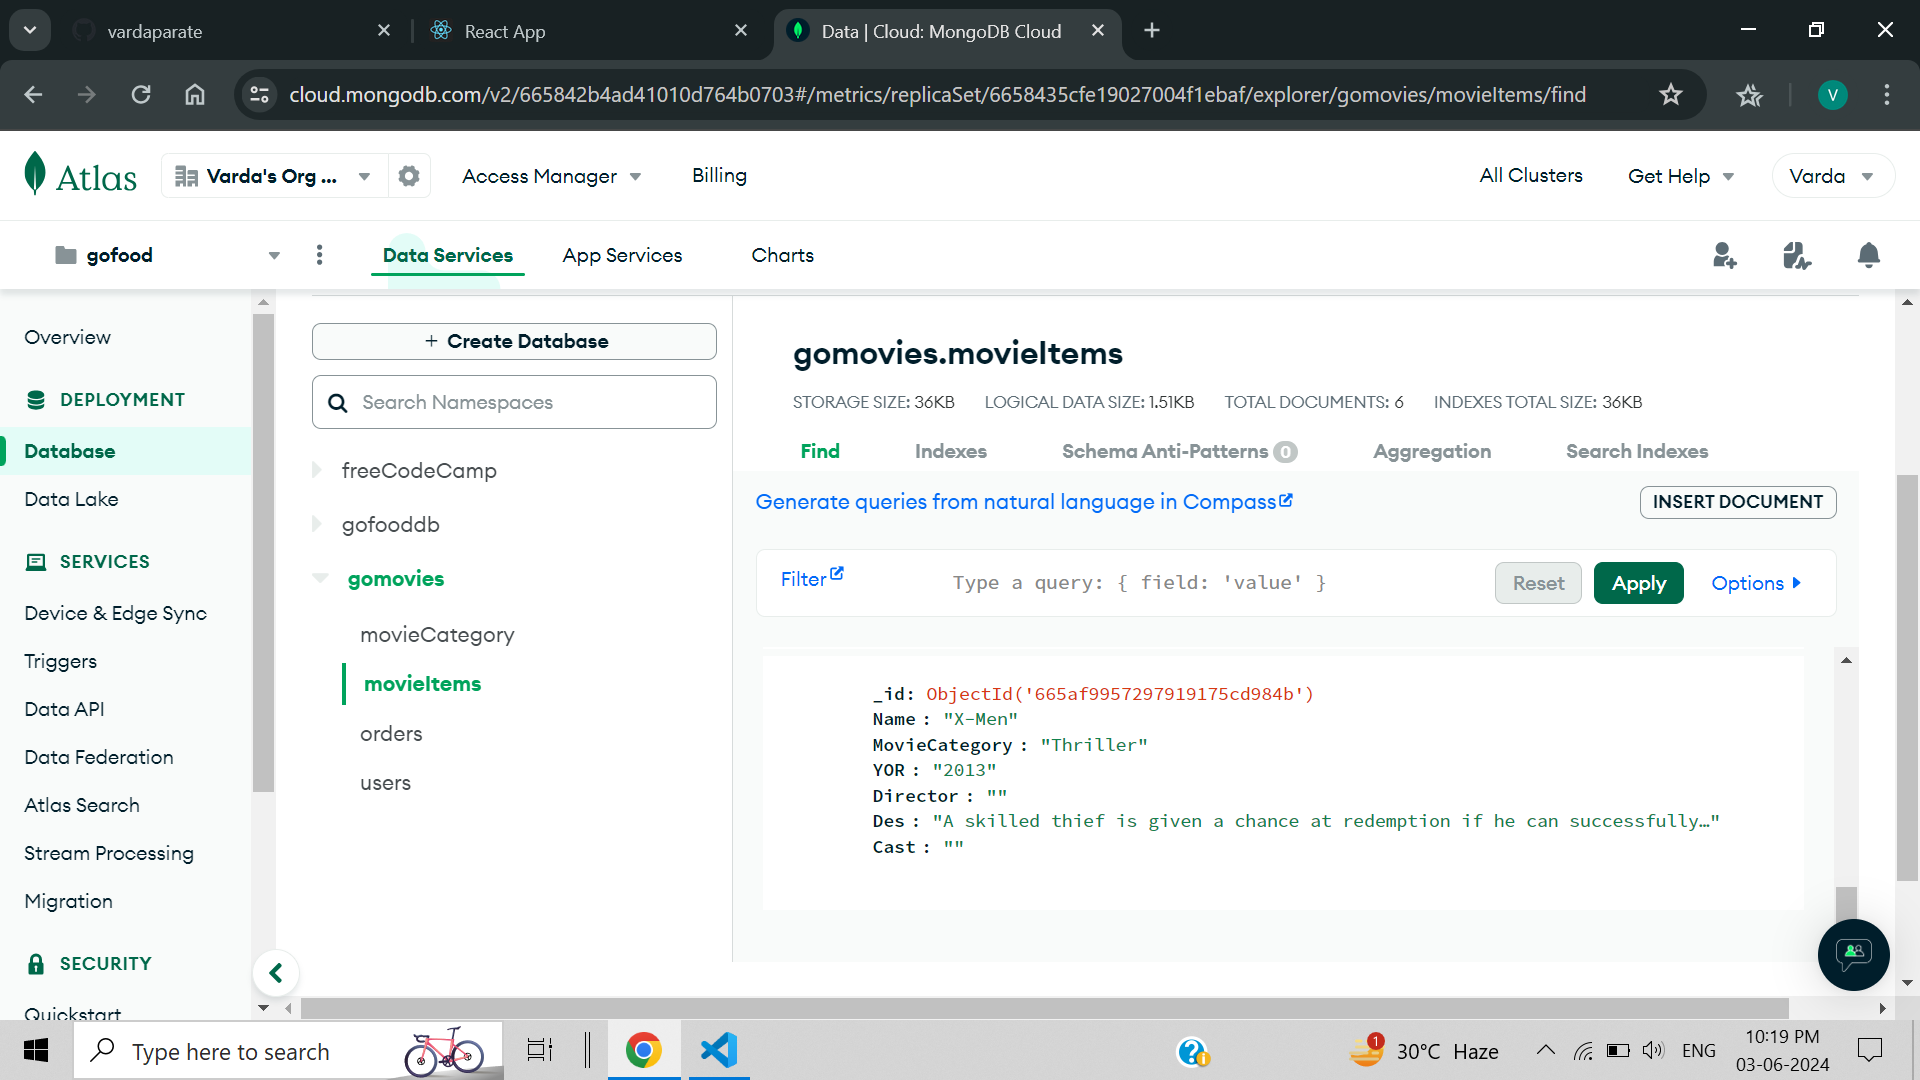 vardaparate
React App
Data | Cloud: MongoDB Cloud
cloud.mongodb.com/v2/665842b4ad41010d764b0703#/metrics/replicaSet/6658435cfe19027004f1ebaf/explorer/gomovies/movieItems/find
V
Atlas
Varda's Org ...
Access Manager
Billing
All Clusters
Get Help
Varda
gofood
Data Services
App Services
Charts
Overview
DEPLOYMENT
Database
Data Lake
SERVICES
Device & Edge Sync
Triggers
Data API
Data Federation
Atlas Search
Stream Processing
Migration
SECURITY
Quickstart
+ Create Database
Search Namespaces
freeCodeCamp
gofooddb
gomovies
movieCategory
movieItems
orders
users
gomovies.movieItems
STORAGE SIZE: 36KB LOGICAL DATA SIZE: 1.51KB TOTAL DOCUMENTS: 6 INDEXES TOTAL SIZE: 36KB
Find Indexes Schema Anti-Patterns 0 Aggregation Search Indexes
Generate queries from natural language in Compass
INSERT DOCUMENT
Filter
Type a query: { field: 'value' }
Reset
Apply
Options
_id: ObjectId('665af9957297919175cd984b')
Name : "X-Men"
MovieCategory : "Thriller"
YOR : "2013"
Director : ""
Des : "A skilled thief is given a chance at redemption if he can successfully…"
Cast : ""
Type here to search
1
30°C Haze
ENG
10:19 PM
03-06-2024